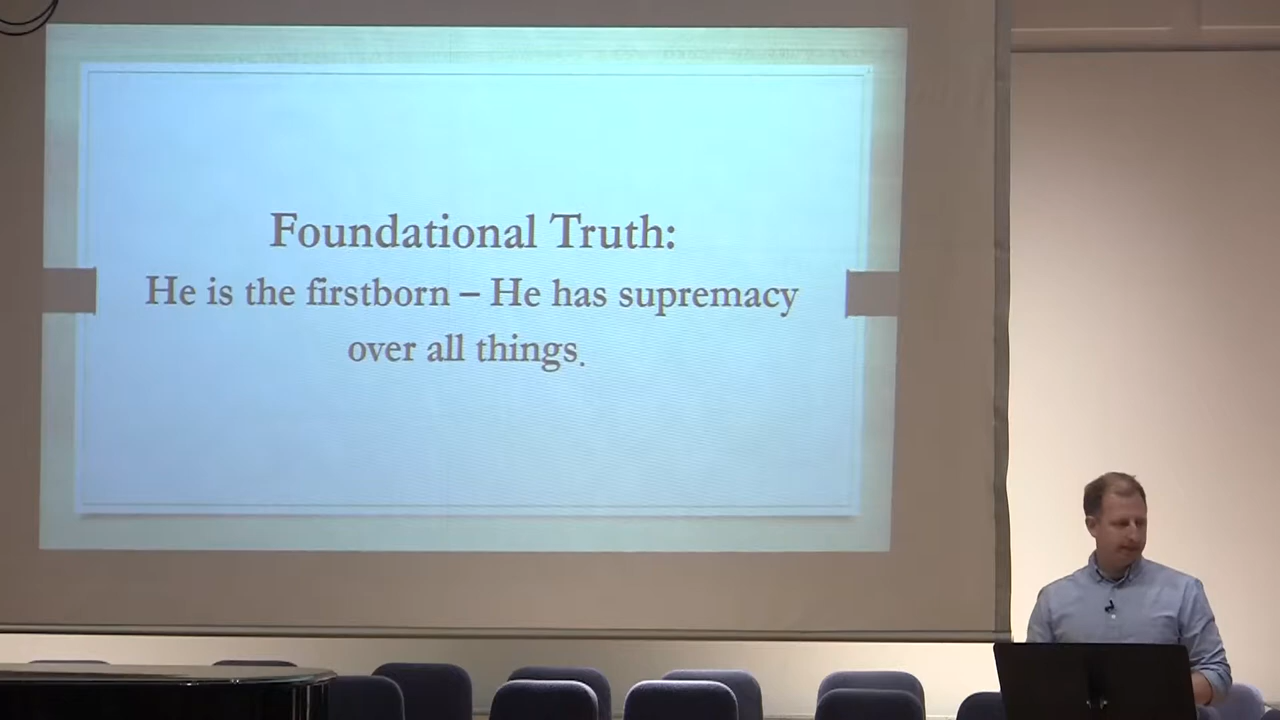 Foundational Truth:
He is the firstborn – He has supremacy
over all things.